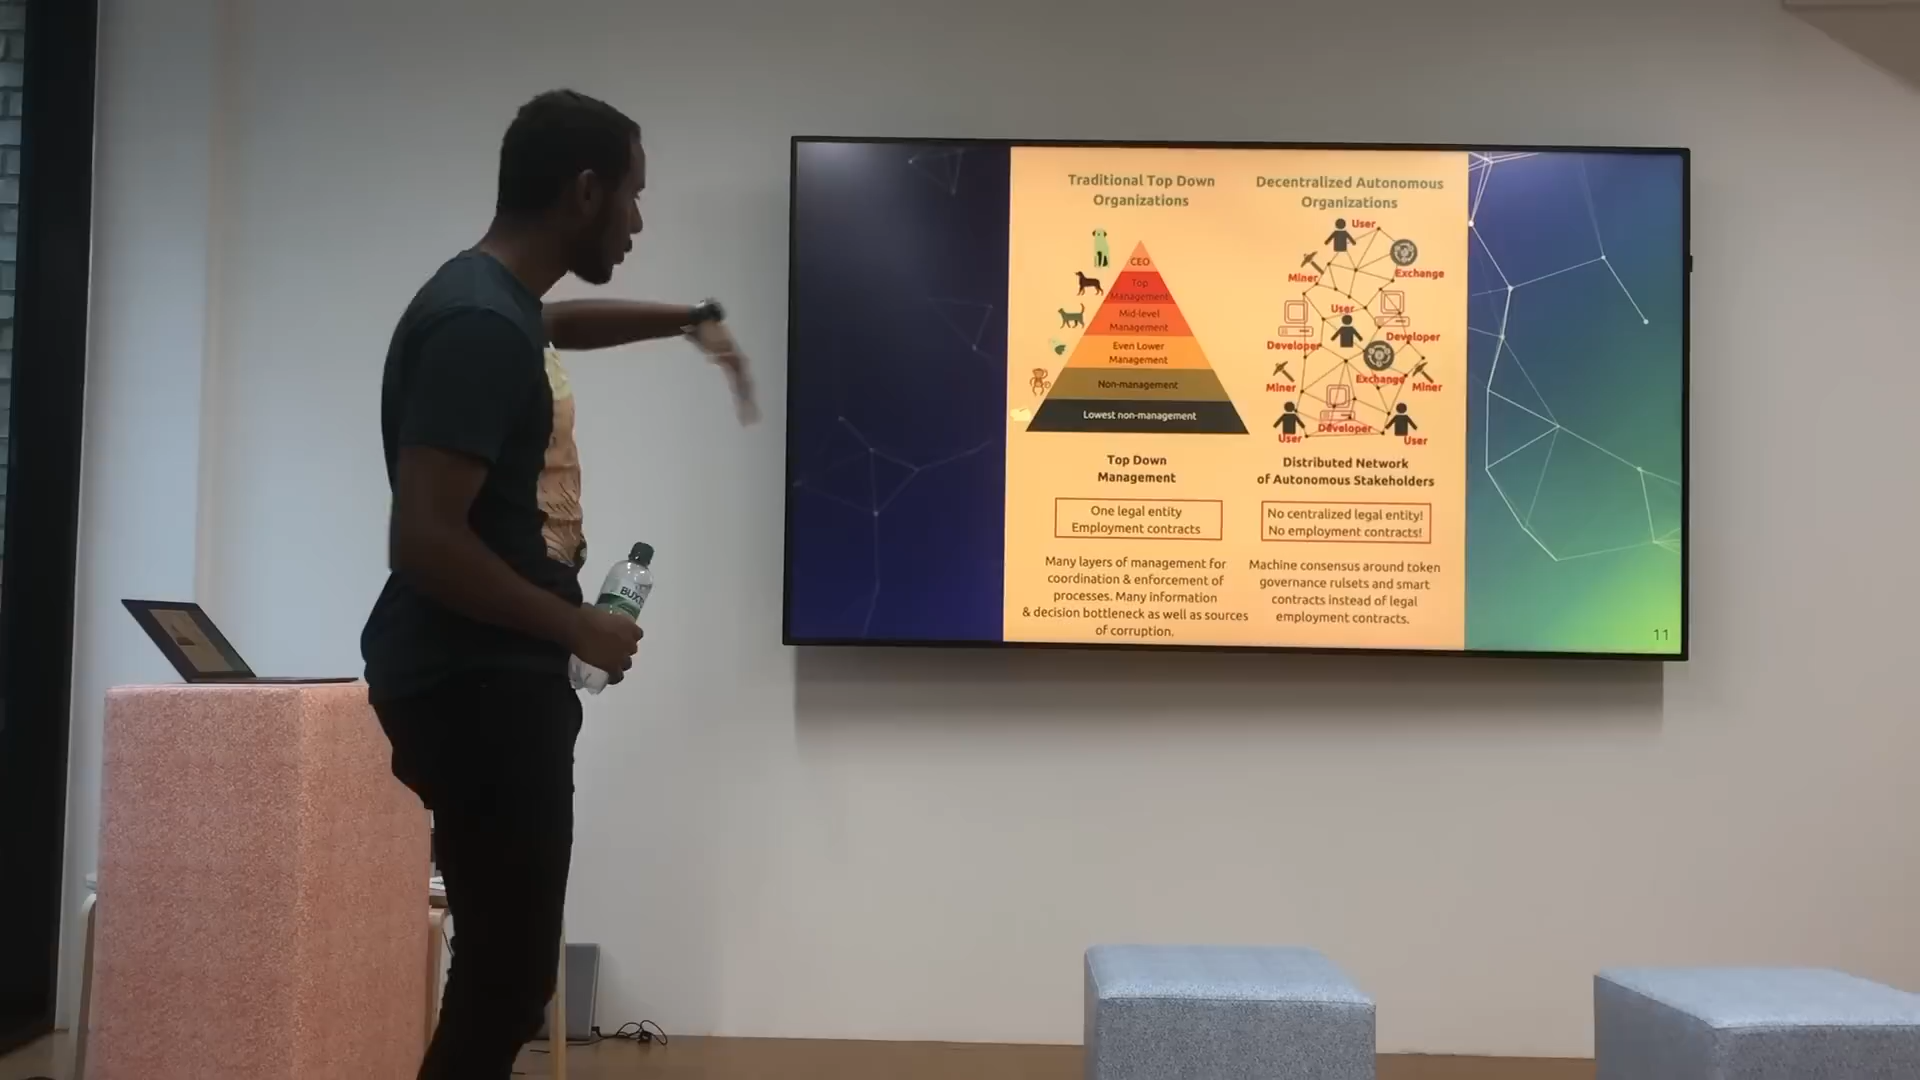 Traditional Top Down
Organizations
CEO
Top
Management
Mid-level
Management
Even Lower
Management
Non-management
Lowest non-management
Top Down
Management
One legal entity
Employment contracts
Many layers of management for
coordination & enforcement of
processes. Many information
& decision bottleneck as well as sources
of corruption.
Decentralized Autonomous
Organizations
User
Miner
Exchange
User
Developer
Developer
Miner
Exchange
Miner
User
Developer
User
Distributed Network
of Autonomous Stakeholders
No centralized legal entity!
No employment contracts!
Machine consensus around token
governance rulsets and smart
contracts instead of legal
employment contracts.
11